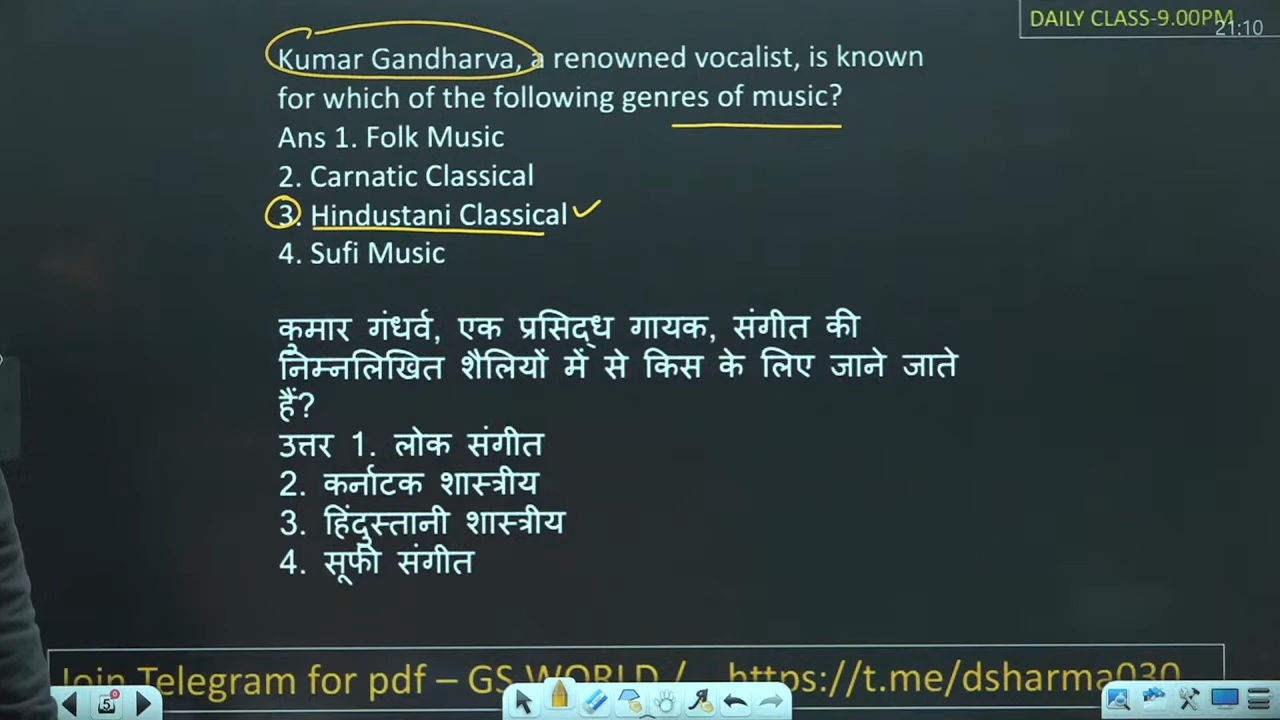 DAILY CLASS-9.00PM
21:10
Kumar Gandharva, a renowned vocalist, is known
for which of the following genres of music?
Ans 1. Folk Music
2. Carnatic Classical
3. Hindustani Classical
4. Sufi Music
कुमार गंधर्व, एक प्रसिद्ध गायक, संगीत की
निम्नलिखित शैलियों में से किस के लिए जाने जाते
हैं?
उत्तर 1. लोक संगीत
2. कर्नाटक शास्त्रीय
3. हिंदुस्तानी शास्त्रीय
4. सूफी संगीत
Join Telegram for pdf – GS WORLD / https://t.me/dsharma030
5
0